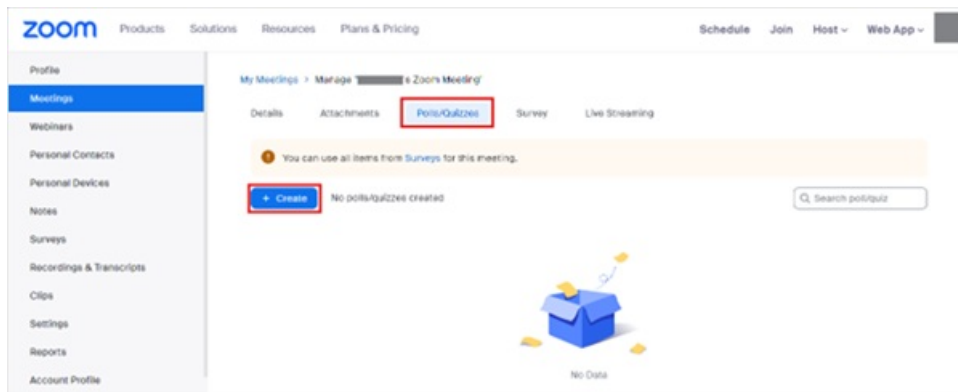 zoom Products Solutions Resources Plans & Pricing Schedule Join Host Web App
Profile
Meetings
Webinars
Personal Contacts
Personal Devices
Notes
Surveys
Recordings & Transcripts
Clips
Settings
Reports
Account Profile
My Meetings > Manage ' s Zoom Meeting'
Details Attachments Polls/Quizzes Survey Live Streaming
! You can use all items from Surveys for this meeting.
+ Create No polls/quizzes created Search poll/quiz
No Data